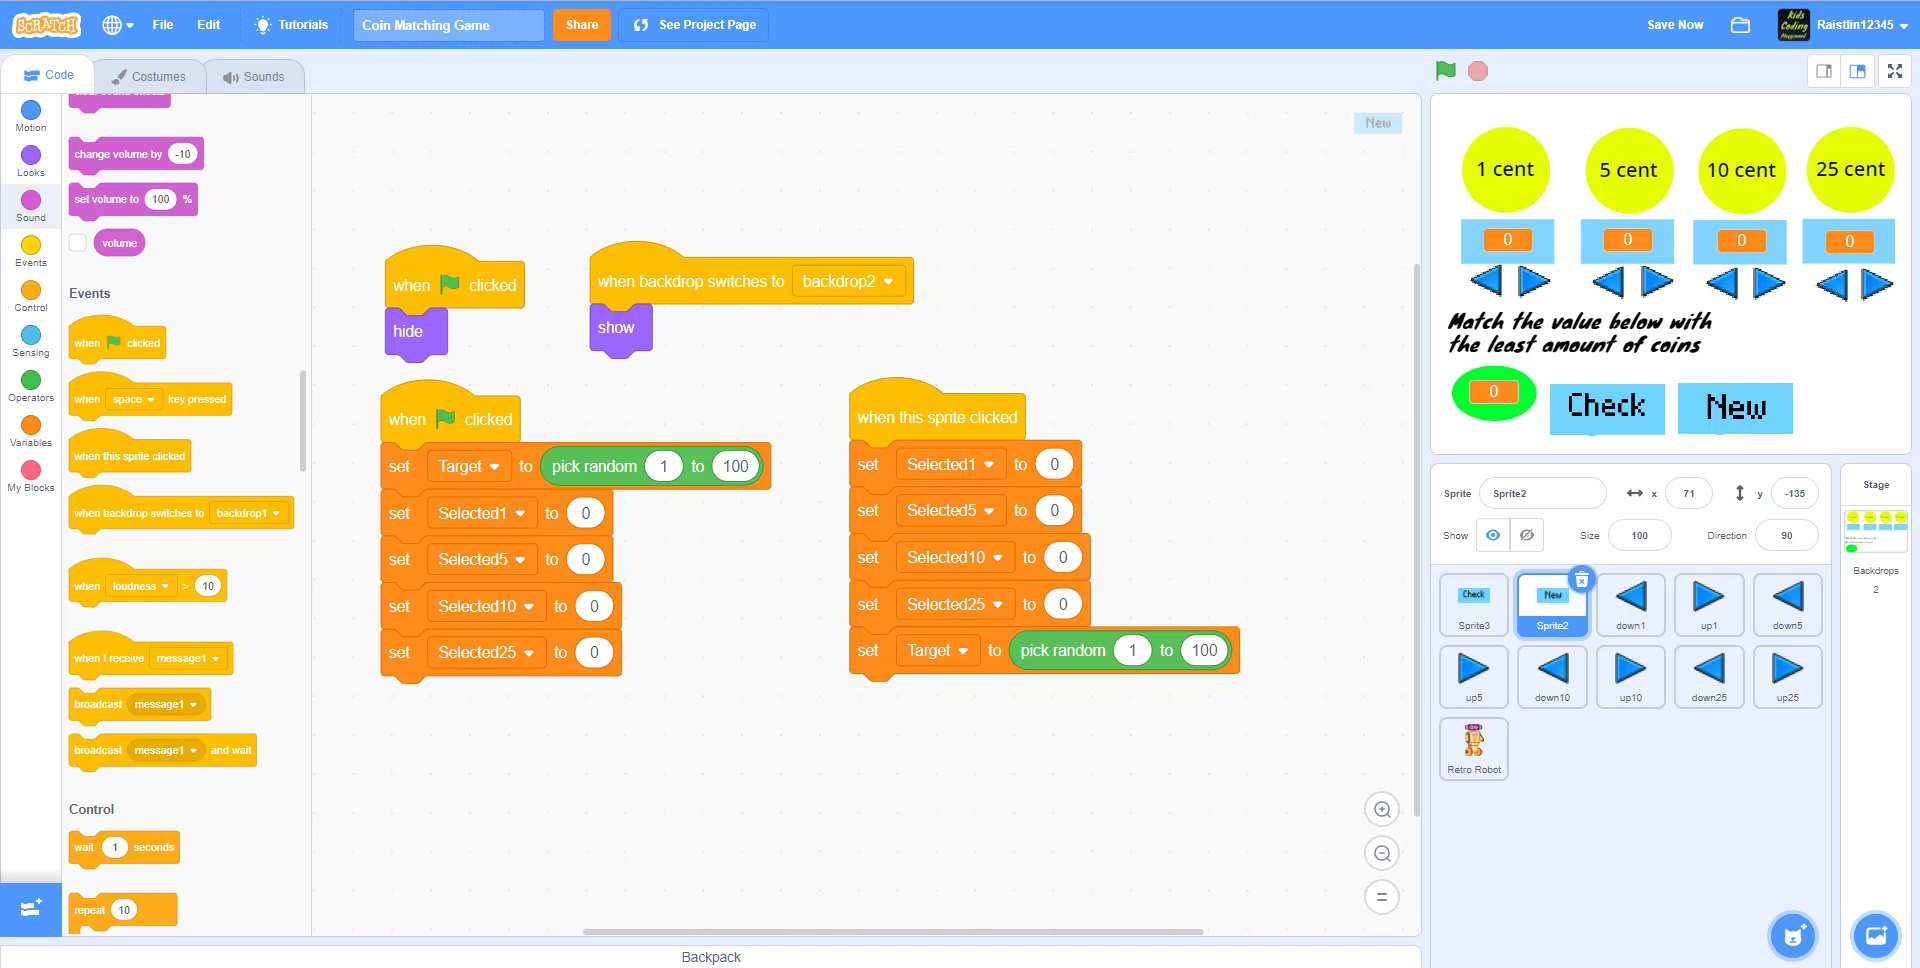 SCRATCH
File
Edit
Tutorials
Coin Matching Game
Share
See Project Page
Save Now
Kids Coding Playground
Raistlin12345
Code
Costumes
Sounds
Motion
Looks
Sound
Events
Control
Sensing
Operators
Variables
My Blocks
change volume by -10
set volume to 100 %
volume
Events
when clicked
when space key pressed
when this sprite clicked
when backdrop switches to backdrop1
when loudness > 10
when I receive message1
broadcast message1
broadcast message1 and wait
Control
wait 1 seconds
repeat 10
New
when clicked
hide
when backdrop switches to backdrop2
show
when clicked
set Target to pick random 1 to 100
set Selected1 to 0
set Selected5 to 0
set Selected10 to 0
set Selected25 to 0
when this sprite clicked
set Selected1 to 0
set Selected5 to 0
set Selected10 to 0
set Selected25 to 0
set Target to pick random 1 to 100
Backpack
1 cent 5 cent 10 cent 25 cent
0 0 0 0
Match the value below with
the least amount of coins
0 Check New
Sprite Sprite2 x 71 y -135
Show Size 100 Direction 90
Check
Sprite3
New
Sprite2
down1
up1
down5
up5
down10
up10
down25
up25
Retro Robot
Stage
Backdrops
2